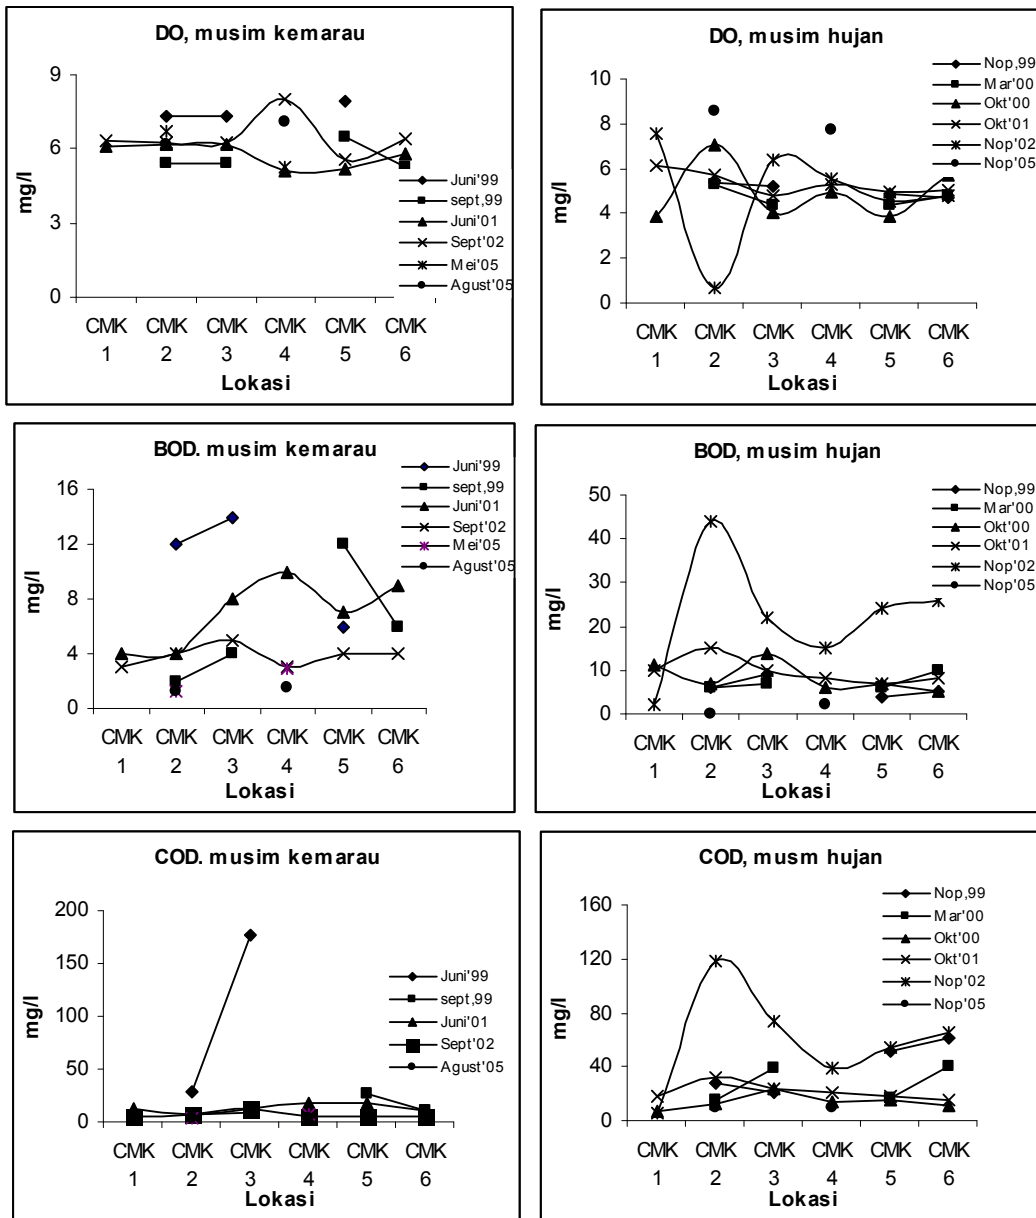 DO, musim kemarau
mg/l
9
6
3
0
Juni'99
sept,99
Juni'01
Sept'02
Mei'05
Agust'05
CMK CMK CMK CMK CMK CMK
1 2 3 4 5 6
Lokasi
DO, musim hujan
mg/l
10
8
6
4
2
0
Nop,99
Mar'00
Okt'00
Okt'01
Nop'02
Nop'05
CMK CMK CMK CMK CMK CMK
1 2 3 4 5 6
Lokasi
BOD. musim kemarau
mg/l
16
12
8
4
0
Juni'99
sept,99
Juni'01
Sept'02
Mei'05
Agust'05
CMK CMK CMK CMK CMK CMK
1 2 3 4 5 6
Lokasi
BOD, musim hujan
mg/l
50
40
30
20
10
0
Nop,99
Mar'00
Okt'00
Okt'01
Nop'02
Nop'05
CMK CMK CMK CMK CMK CMK
1 2 3 4 5 6
Lokasi
COD. musim kemarau
mg/l
200
150
100
50
0
Juni'99
sept,99
Juni'01
Sept'02
Agust'05
CMK CMK CMK CMK CMK CMK
1 2 3 4 5 6
Lokasi
COD, musm hujan
mg/l
160
120
80
40
0
Nop,99
Mar'00
Okt'00
Okt'01
Nop'02
Nop'05
CMK CMK CMK CMK CMK CMK
1 2 3 4 5 6
Lokasi